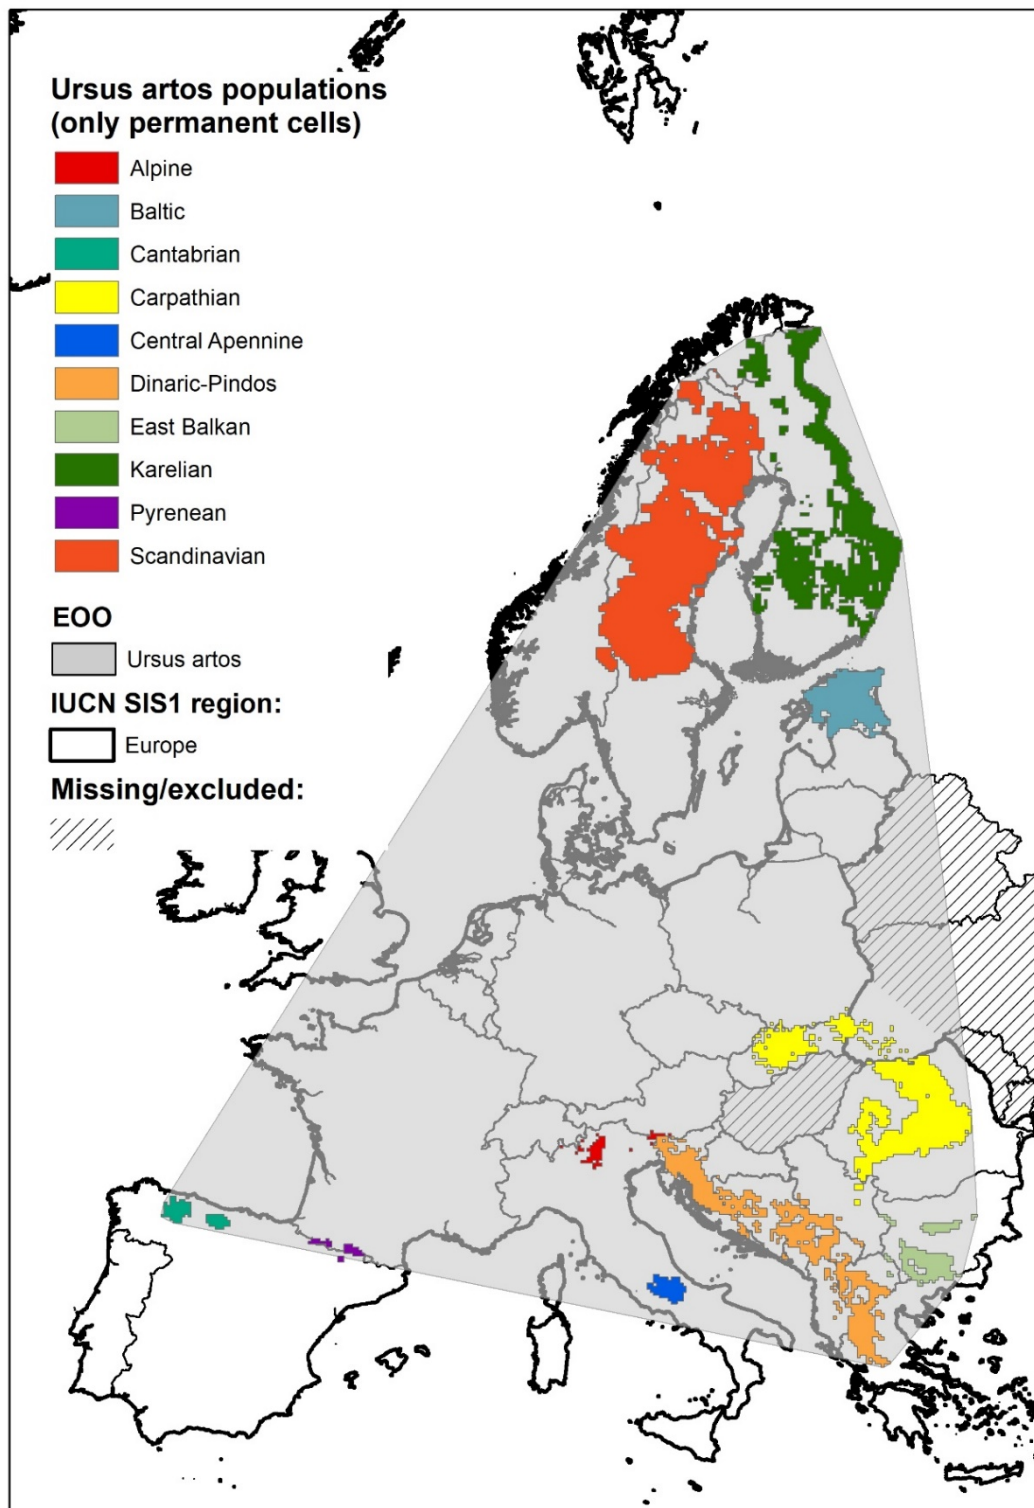 Ursus artos populations
(only permanent cells)
Alpine
Baltic
Cantabrian
Carpathian
Central Apennine
Dinaric-Pindos
East Balkan
Karelian
Pyrenean
Scandinavian
EOO
Ursus artos
IUCN SIS1 region:
Europe
Missing/excluded: